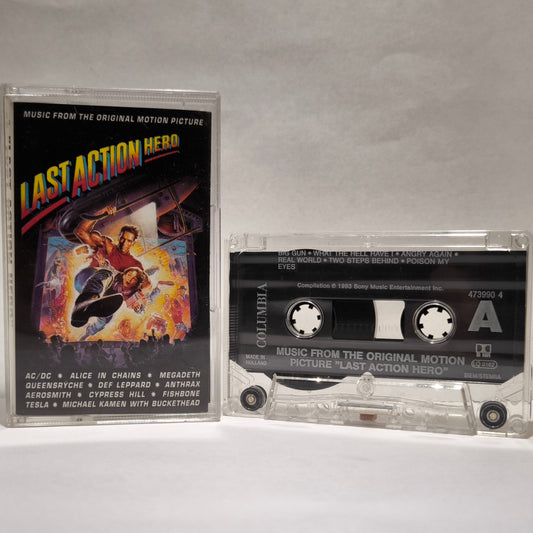 MUSIC FROM THE ORIGINAL MOTION PICTURE
LAST ACTION HERO
AC/DC • ALICE IN CHAINS • MEGADETH
QUEENSRYCHE • DEF LEPPARD • ANTHRAX
AEROSMITH • CYPRESS HILL • FISHBONE
TESLA • MICHAEL KAMEN WITH BUCKETHEAD
BIG GUN • WHAT THE HELL HAVE I • ANGRY AGAIN •
REAL WORLD • TWO STEPS BEHIND • POISON MY
EYES
Compilation ℗ 1993 Sony Music Entertainment Inc.
COLUMBIA
473990 4
A
MADE IN
HOLLAND
MUSIC FROM THE ORIGINAL MOTION
PICTURE "LAST ACTION HERO"
BIEM/STEMRA